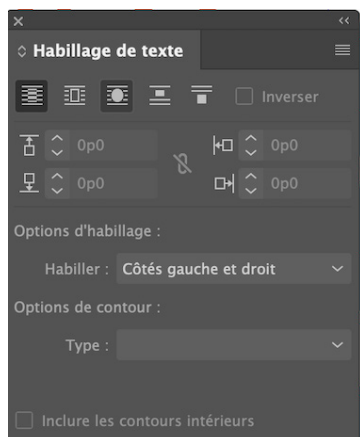 Habillage de texte
Inverser
0p0 0p0
0p0 0p0
Options d'habillage :
Habiller : Côtés gauche et droit
Options de contour :
Type :
Inclure les contours intérieurs